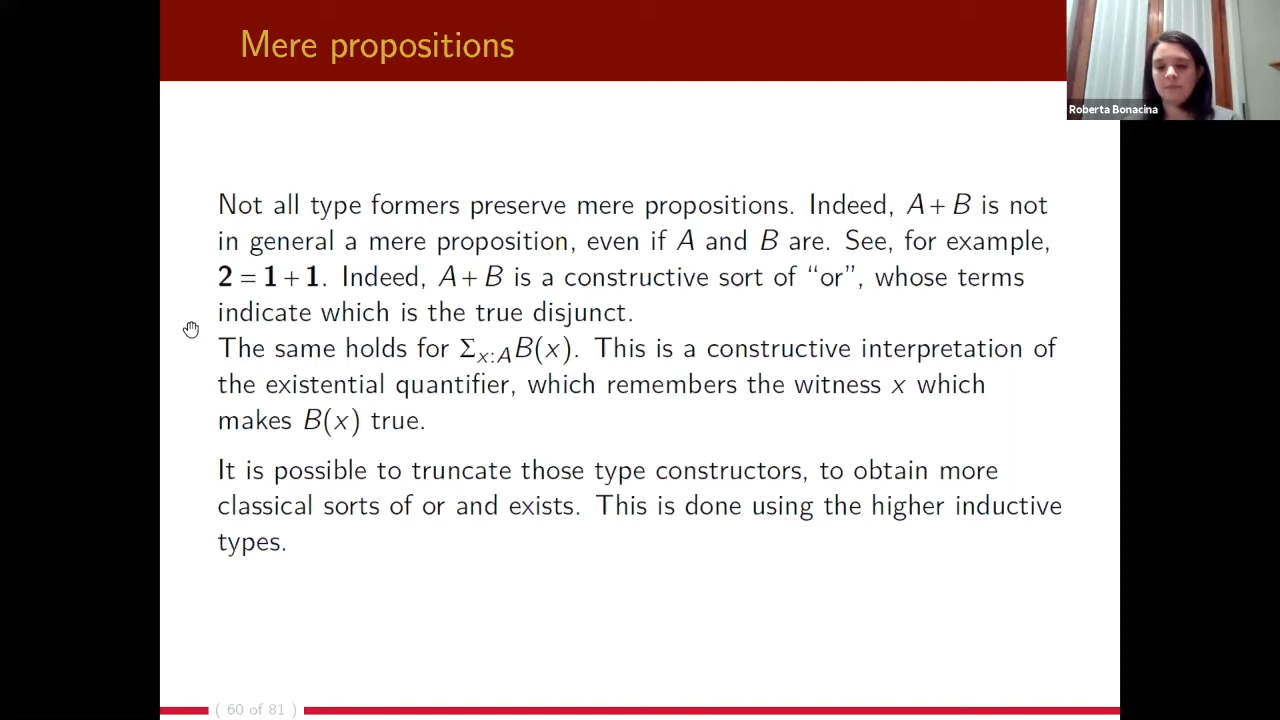 Mere propositions
Roberta Bonacina
Not all type formers preserve mere propositions. Indeed, A + B is not
in general a mere proposition, even if A and B are. See, for example,
2 = 1 + 1. Indeed, A + B is a constructive sort of “or”, whose terms
indicate which is the true disjunct.
The same holds for Σx:A B(x). This is a constructive interpretation of
the existential quantifier, which remembers the witness x which
makes B(x) true.
It is possible to truncate those type constructors, to obtain more
classical sorts of or and exists. This is done using the higher inductive
types.
( 60 of 81 )